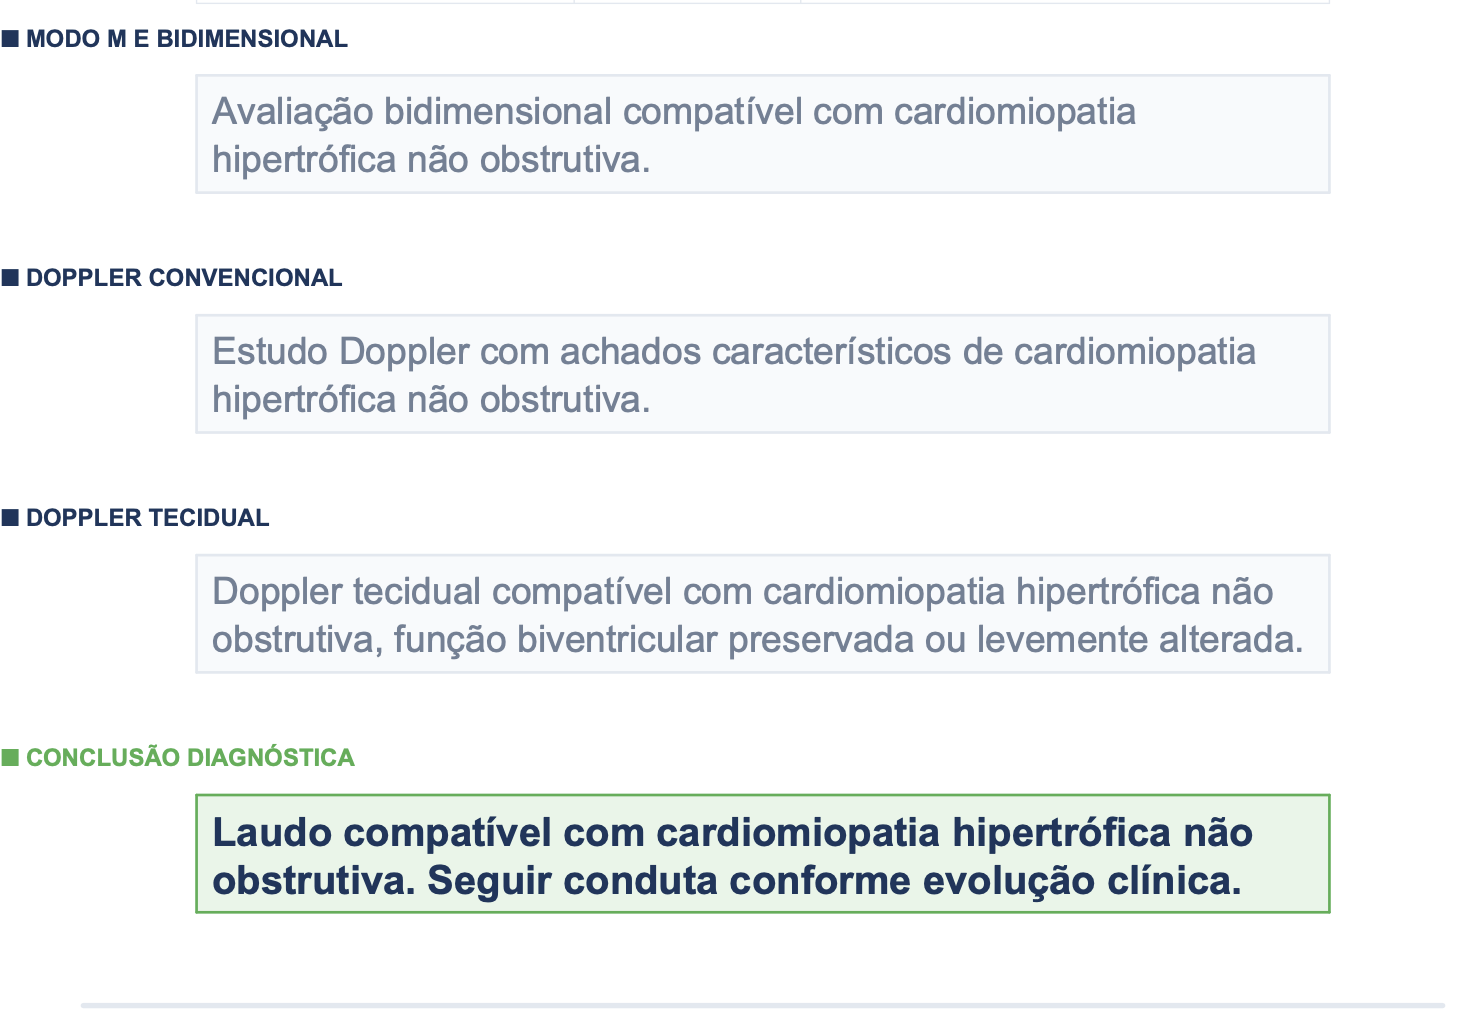 MODO M E BIDIMENSIONAL
Avaliação bidimensional compatível com cardiomiopatia
hipertrófica não obstrutiva.
DOPPLER CONVENCIONAL
Estudo Doppler com achados característicos de cardiomiopatia
hipertrófica não obstrutiva.
DOPPLER TECIDUAL
Doppler tecidual compatível com cardiomiopatia hipertrófica não
obstrutiva, função biventricular preservada ou levemente alterada.
CONCLUSÃO DIAGNÓSTICA
Laudo compatível com cardiomiopatia hipertrófica não
obstrutiva. Seguir conduta conforme evolução clínica.